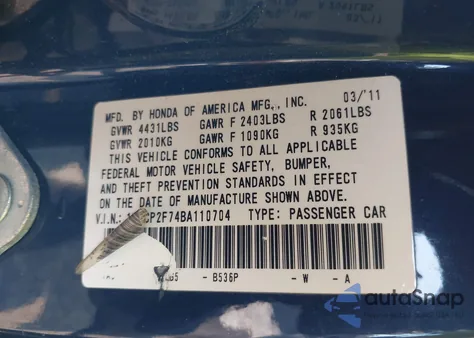 MFD. BY HONDA OF AMERICA MFG., INC. 03/'11
GVWR 4431LBS GAWR F 2403LBS R 2061LBS
GVWR 2010KG GAWR F 1090KG R 935KG
THIS VEHICLE CONFORMS TO ALL APPLICABLE
FEDERAL MOTOR VEHICLE SAFETY, BUMPER,
AND THEFT PREVENTION STANDARDS IN EFFECT
ON THE DATE OF MANUFACTURE SHOWN ABOVE.
V.I.N.: P2F74BA110704 TYPE: PASSENGER CAR
- B536P - W - A
autoSnap